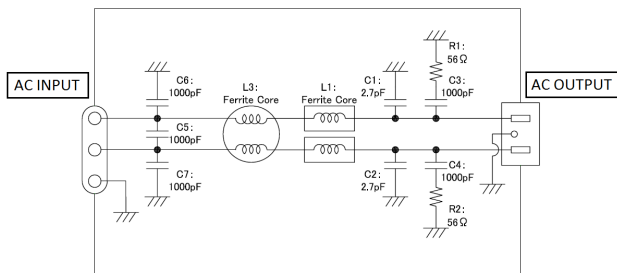 AC INPUT
C6:
1000pF
C5:
1000pF
C7:
1000pF
L3:
Ferrite Core
L1:
Ferrite Core
C1:
2.7pF
C2:
2.7pF
R1:
56Ω
C3:
1000pF
C4:
1000pF
R2:
56Ω
AC OUTPUT